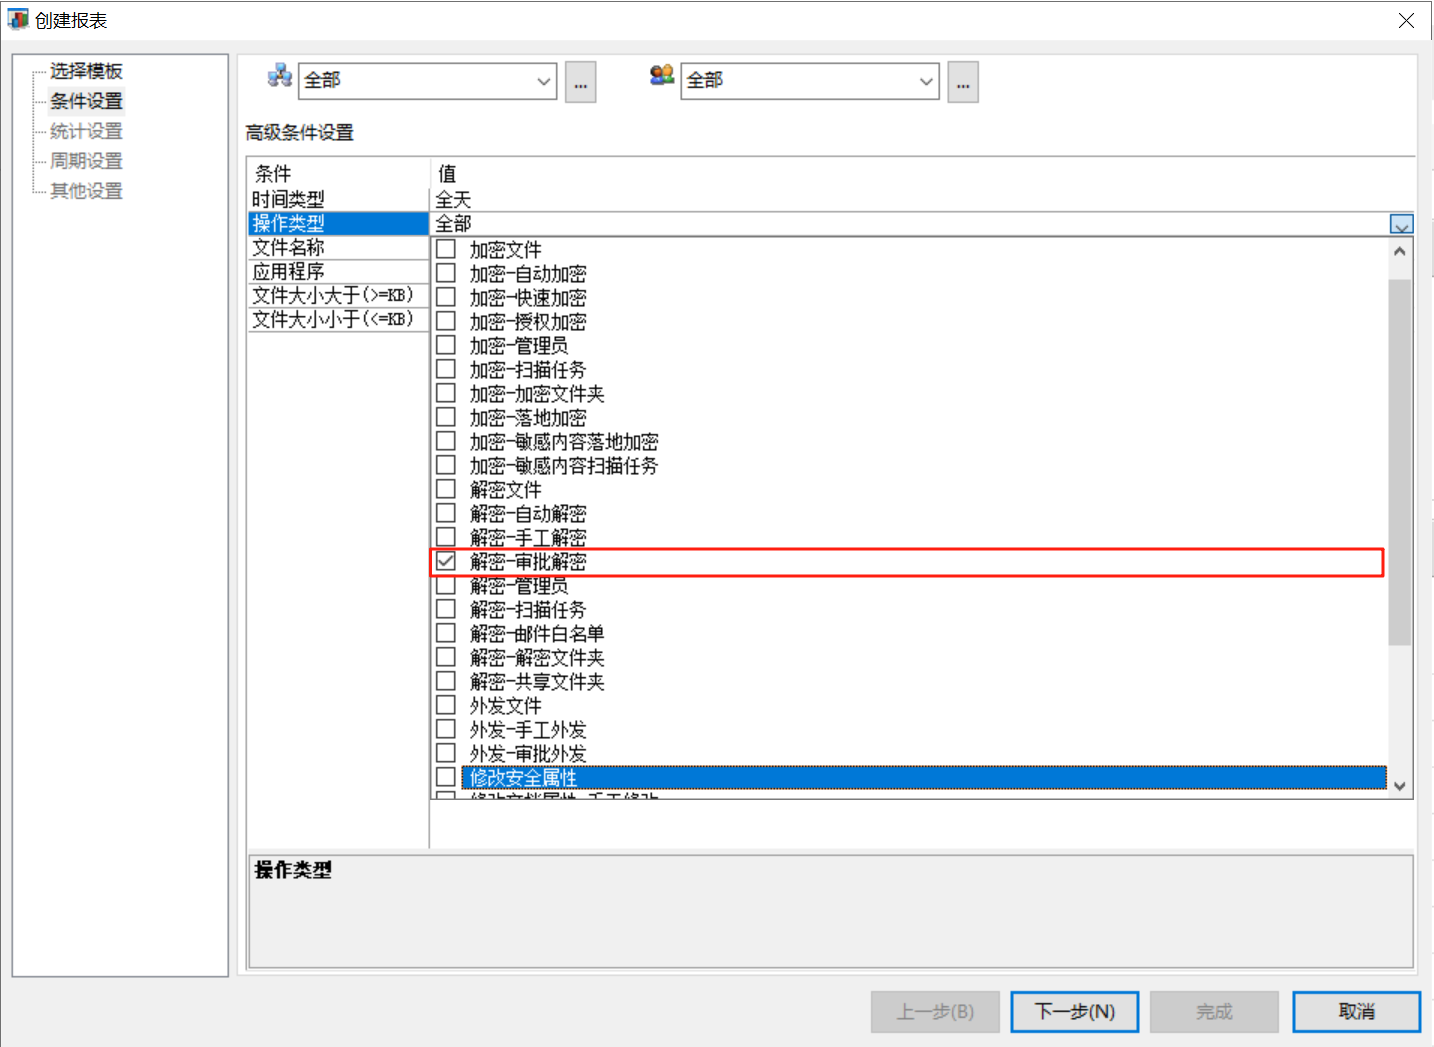 创建报表
选择模板
条件设置
统计设置
周期设置
其他设置
全部
...
全部
...
高级条件设置
条件 值
时间类型 全天
操作类型 全部
文件名称
应用程序
文件大小大于(>=KB)
文件大小小于(<=KB)
加密文件
加密-自动加密
加密-快速加密
加密-授权加密
加密-管理员
加密-扫描任务
加密-加密文件夹
加密-落地加密
加密-敏感内容落地加密
加密-敏感内容扫描任务
解密文件
解密-自动解密
解密-手工解密
解密-审批解密
解密-管理员
解密-扫描任务
解密-邮件白名单
解密-解密文件夹
解密-共享文件夹
外发文件
外发-手工外发
外发-审批外发
修改安全属性
操作类型
上一步(B)
下一步(N)
完成
取消